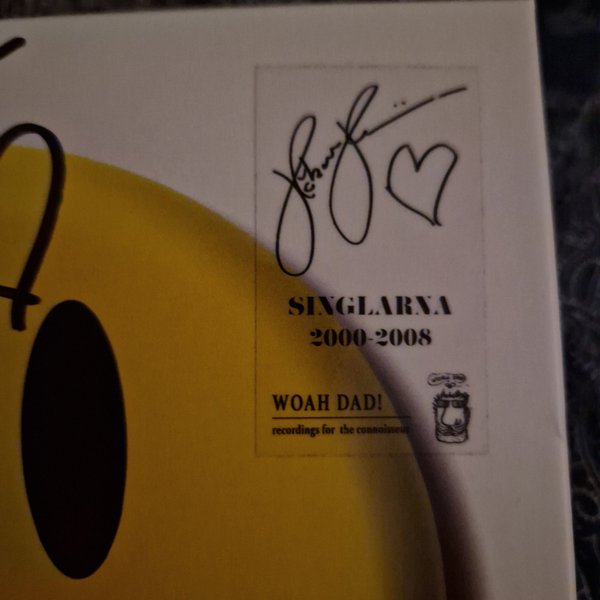 SINGLARNA
2000-2008
WOAH DAD!
recordings for the connoisseur